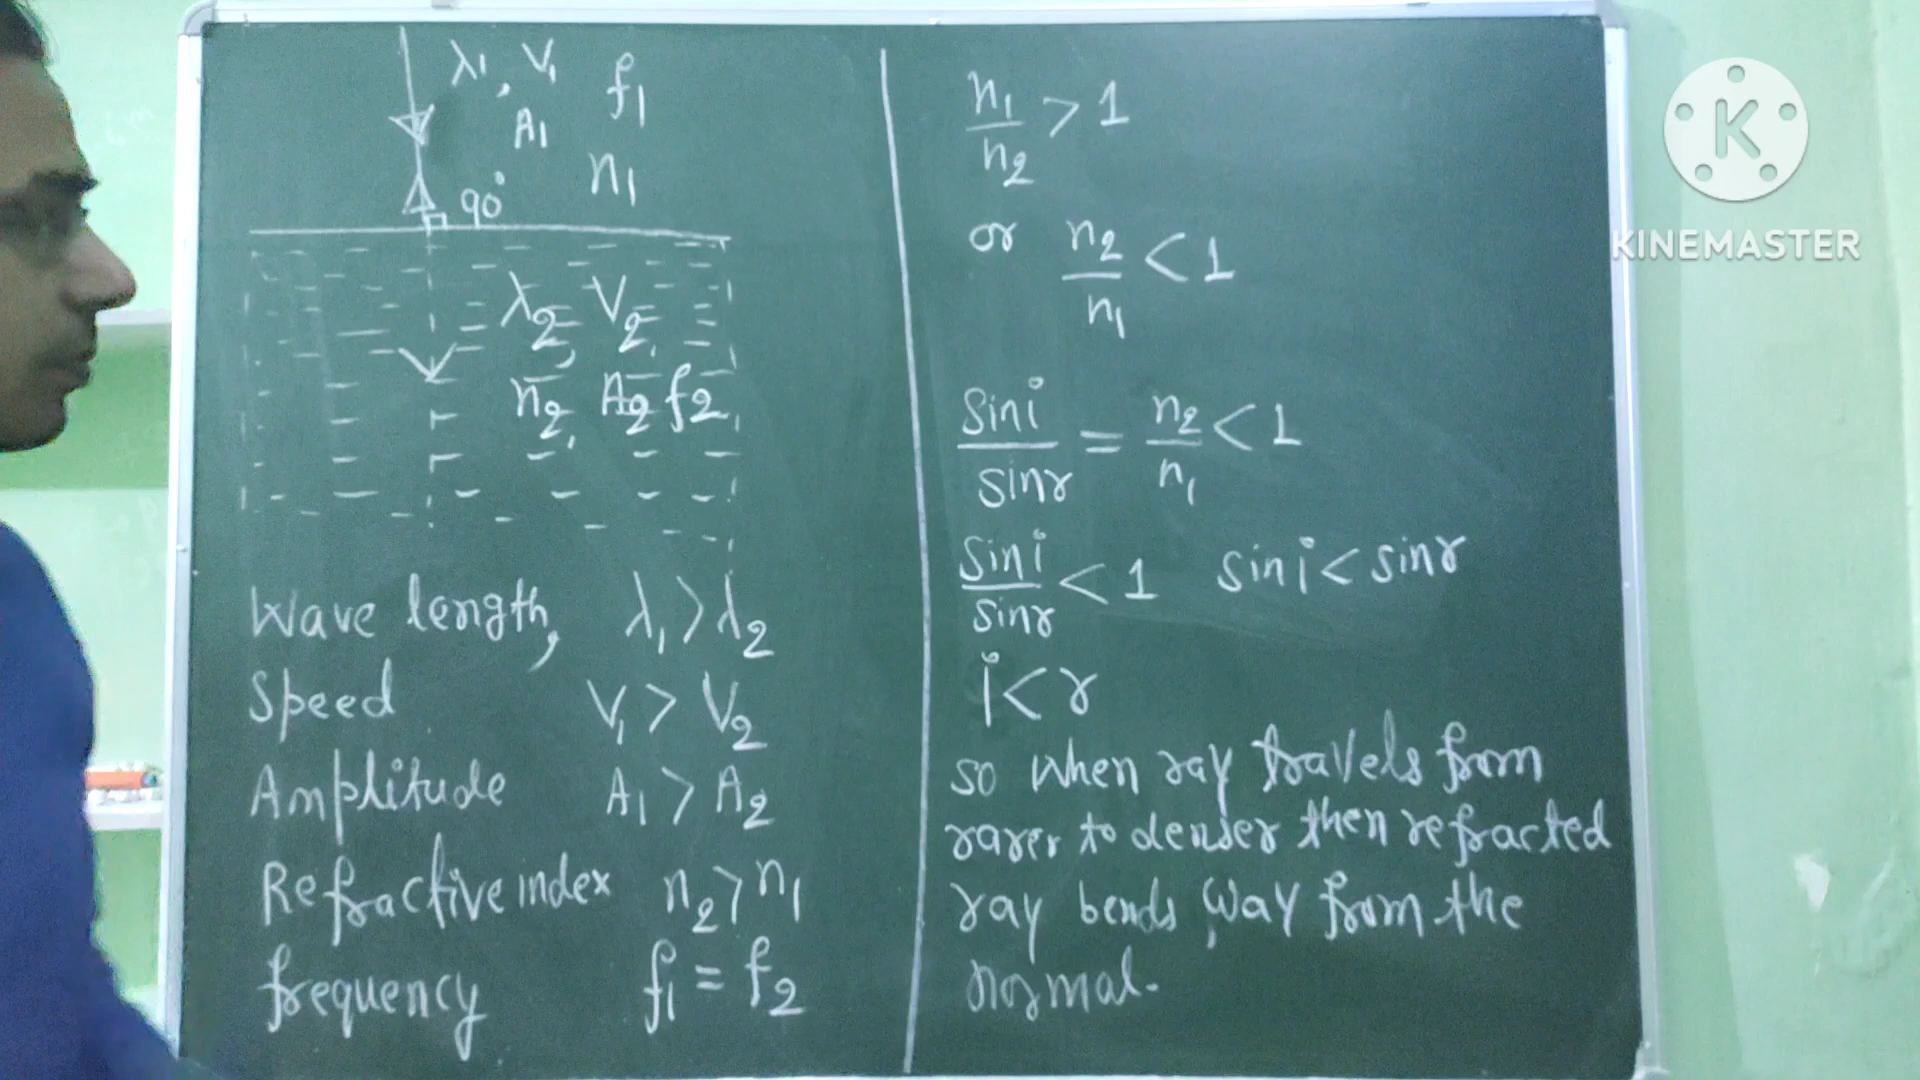 λ1, V1 f1
A1
n1
90°
λ2, V2,
n2, A2 f2
Wave length, λ1 > λ2
Speed V1 > V2
Amplitude A1 > A2
Refractive index n2 > n1
frequency f1 = f2
n1/n2 > 1
or n2/n1 < 1
Sin i/sin r = n2/n1 < 1
Sin i/sin r < 1 sin i < sin r
i < r
so when ray travels from
rarer to denser then refracted
ray bends way from the
normal.
K
KINEMASTER